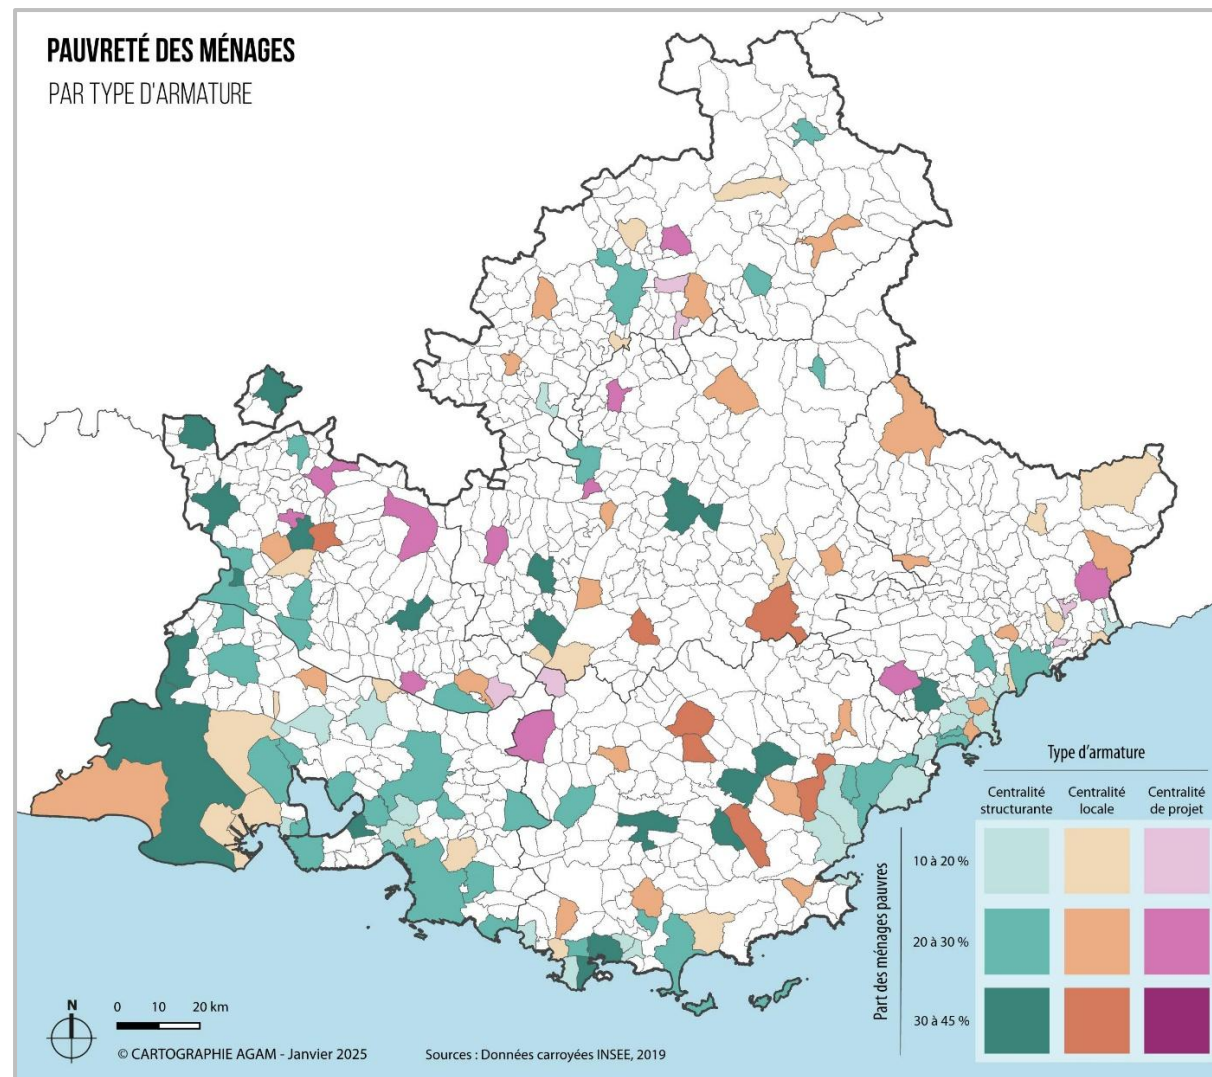 PAUVRETÉ DES MÉNAGES
PAR TYPE D'ARMATURE
Type d'armature
Centralité structurante
Centralité locale
Centralité de projet
Part des ménages pauvres
10 à 20 %
20 à 30 %
30 à 45 %
N
0 10 20 km
© CARTOGRAPHIE AGAM - Janvier 2025
Sources : Données carroyées INSEE, 2019